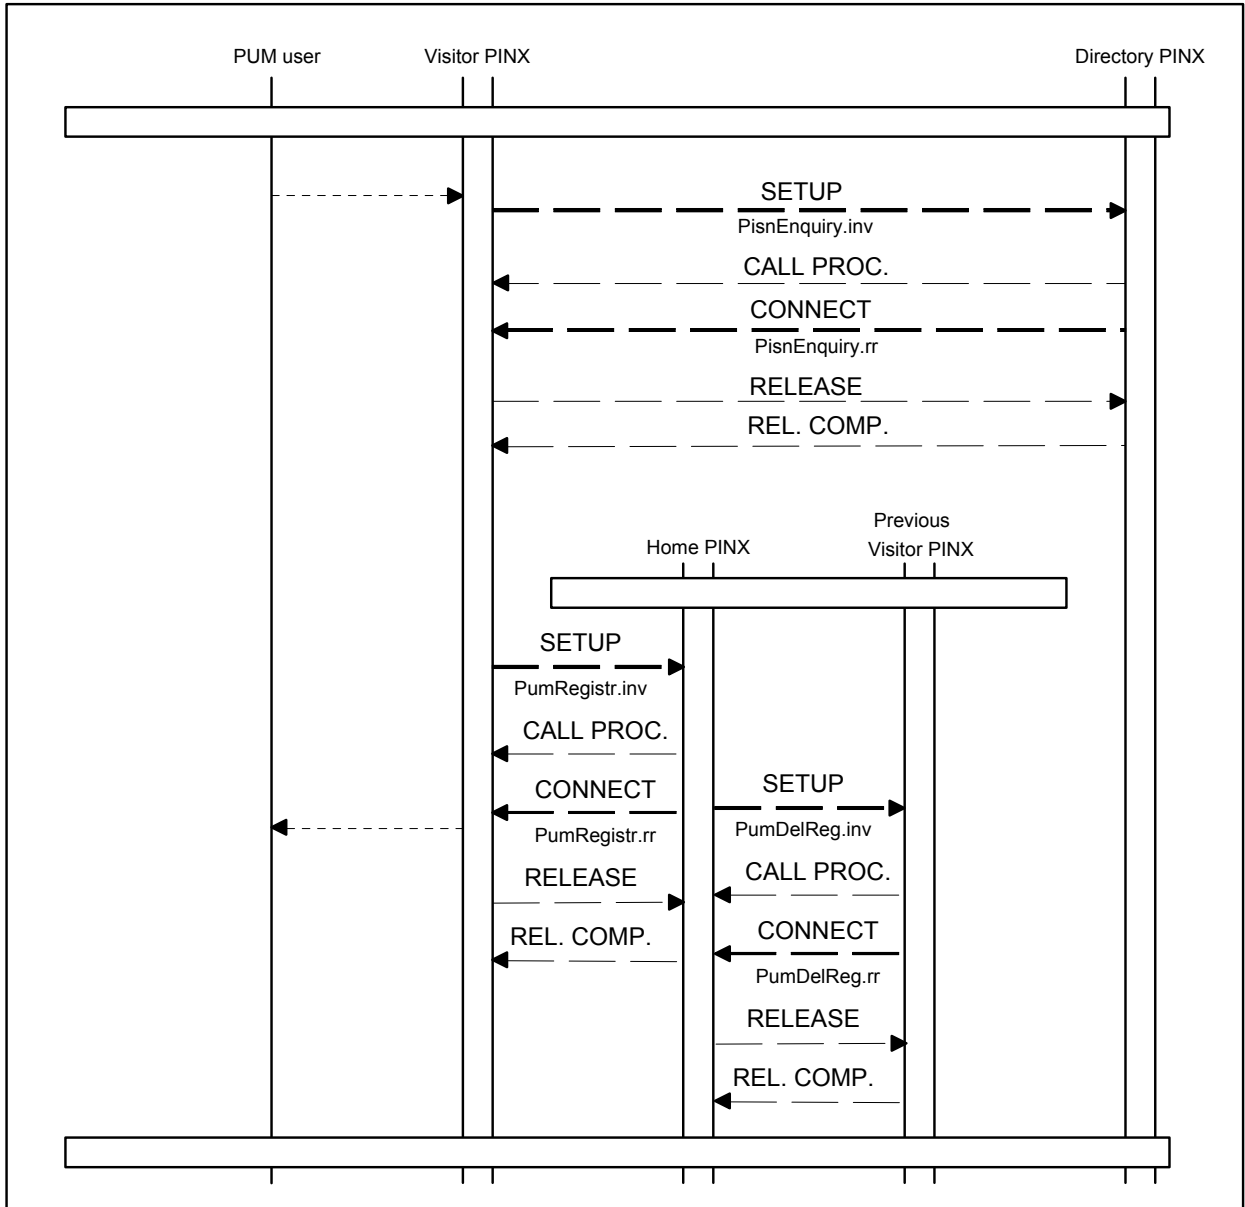 PUM user
Visitor PINX
Directory PINX
SETUP
PisnEnquiry.inv
CALL PROC.
CONNECT
PisnEnquiry.rr
RELEASE
REL. COMP.
Previous
Home PINX
Visitor PINX
SETUP
PumRegistr.inv
CALL PROC.
CONNECT
PumRegistr.rr
SETUP
PumDelReg.inv
RELEASE
CALL PROC.
REL. COMP.
CONNECT
PumDelReg.rr
RELEASE
REL. COMP.